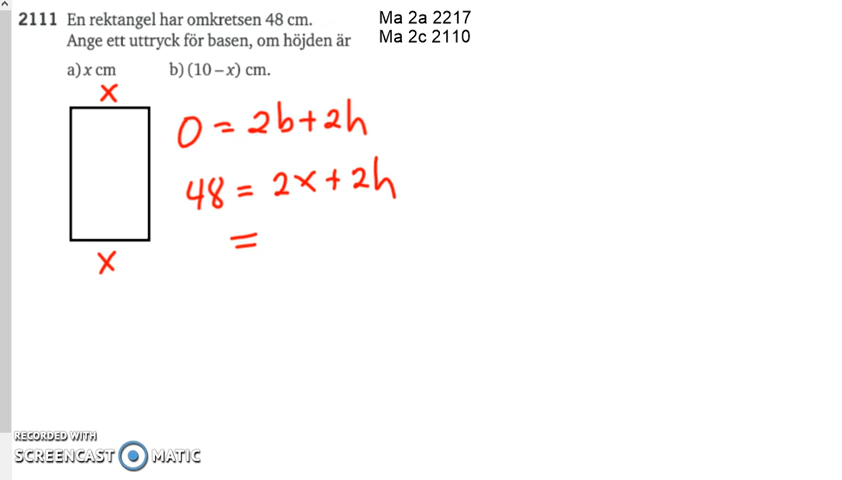 2111 En rektangel har omkretsen 48 cm.
Ange ett uttryck för basen, om höjden är
a) x cm b) (10 – x) cm.
Ma 2a 2217
Ma 2c 2110
x
O = 2b + 2h
48 = 2x + 2h
=
x
RECORDED WITH
SCREENCAST MATIC